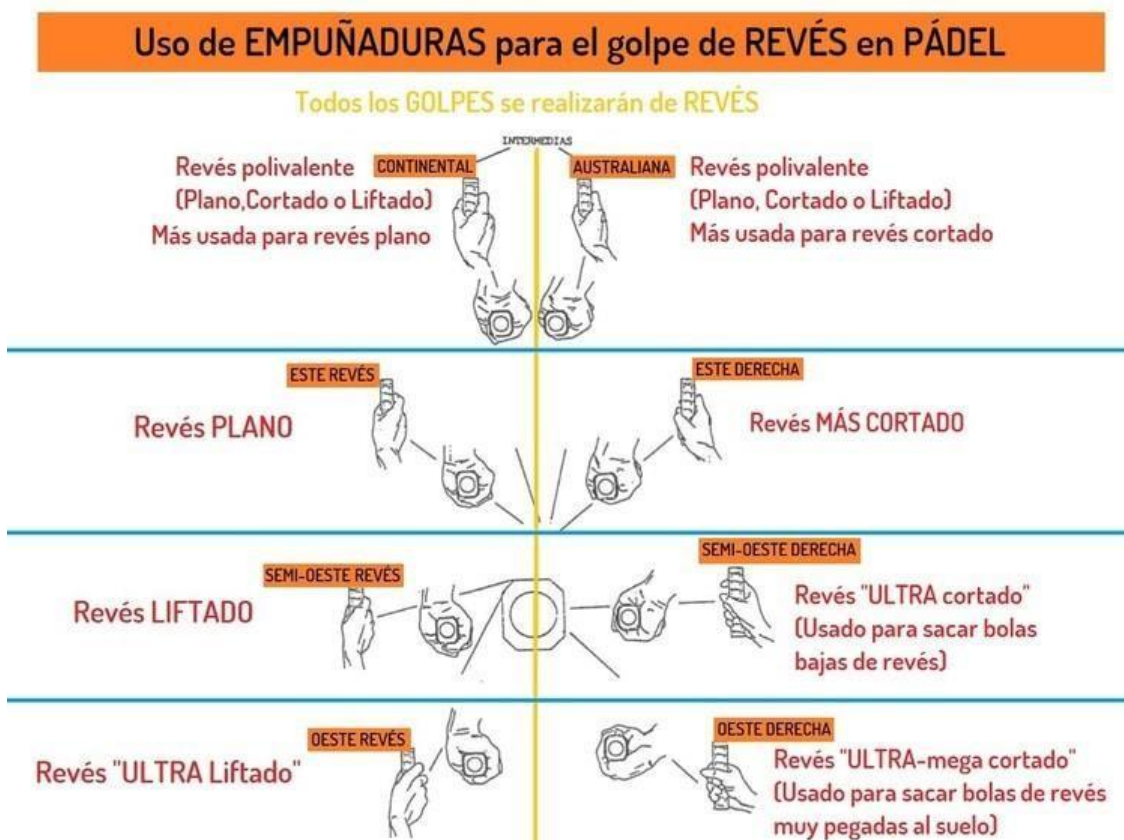 Uso de EMPUÑADURAS para el golpe de REVÉS en PÁDEL
Todos los GOLPES se realizarán de REVÉS
INTERMEDIAS
CONTINENTAL
Revés polivalente
(Plano,Cortado o Liftado)
Más usada para revés plano
AUSTRALIANA
Revés polivalente
(Plano, Cortado o Liftado)
Más usada para revés cortado
ESTE REVÉS
Revés PLANO
ESTE DERECHA
Revés MÁS CORTADO
SEMI-OESTE REVÉS
Revés LIFTADO
SEMI-OESTE DERECHA
Revés "ULTRA cortado"
(Usado para sacar bolas
bajas de revés)
OESTE REVÉS
Revés "ULTRA Liftado"
OESTE DERECHA
Revés "ULTRA-mega cortado"
(Usado para sacar bolas de revés
muy pegadas al suelo)